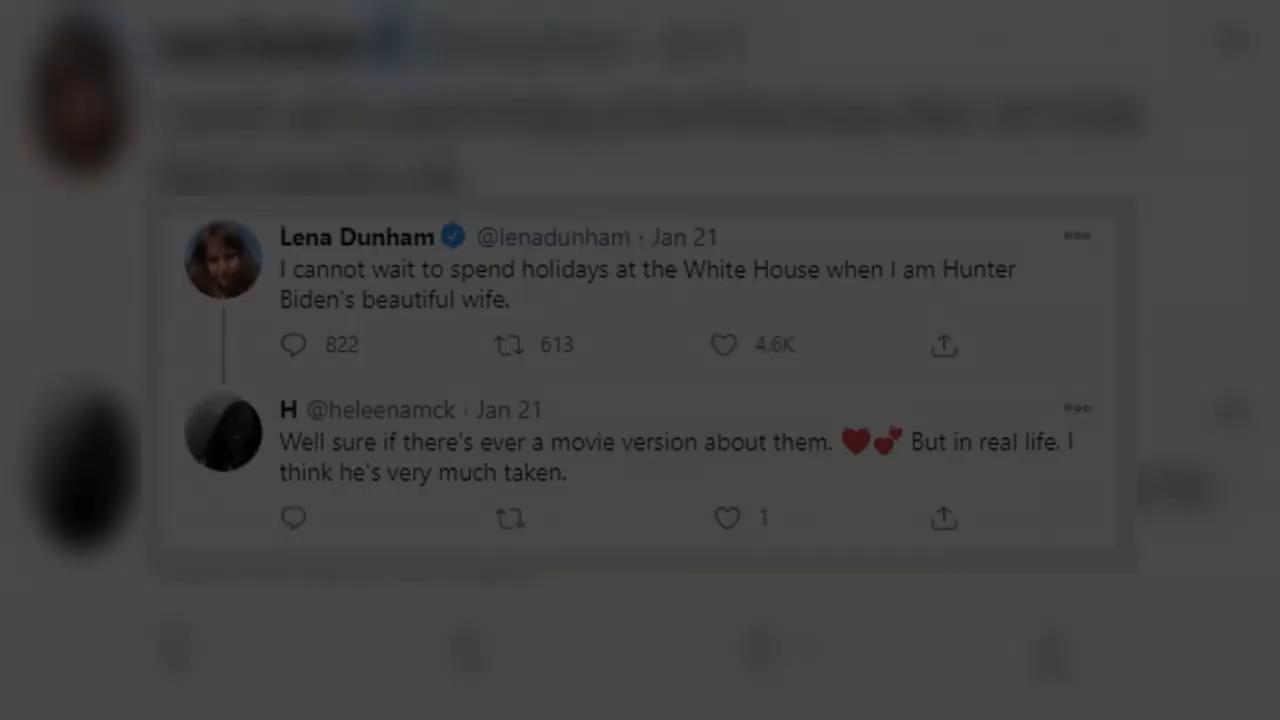 Lena Dunham @lenadunham · Jan 21
I cannot wait to spend holidays at the White House when I am Hunter
Biden's beautiful wife.
822 613 4.6K
H @heleenamck · Jan 21
Well sure if there's ever a movie version about them. ❤️💕 But in real life, I
think he's very much taken.
1